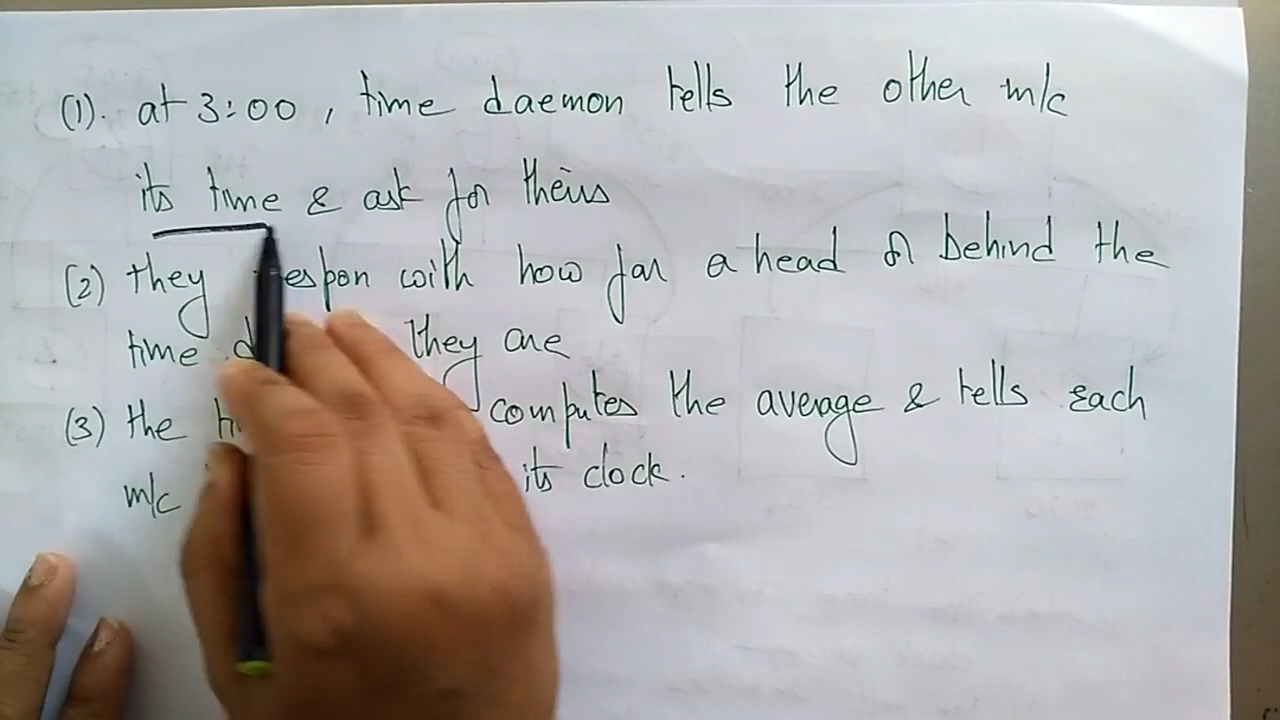 (1). at 3:00, time daemon tells the other m/c
its time & ask for theirs
(2) they respon with how far ahead or behind the
time they are
(3) the computes the average & tells each
m/c its clock.